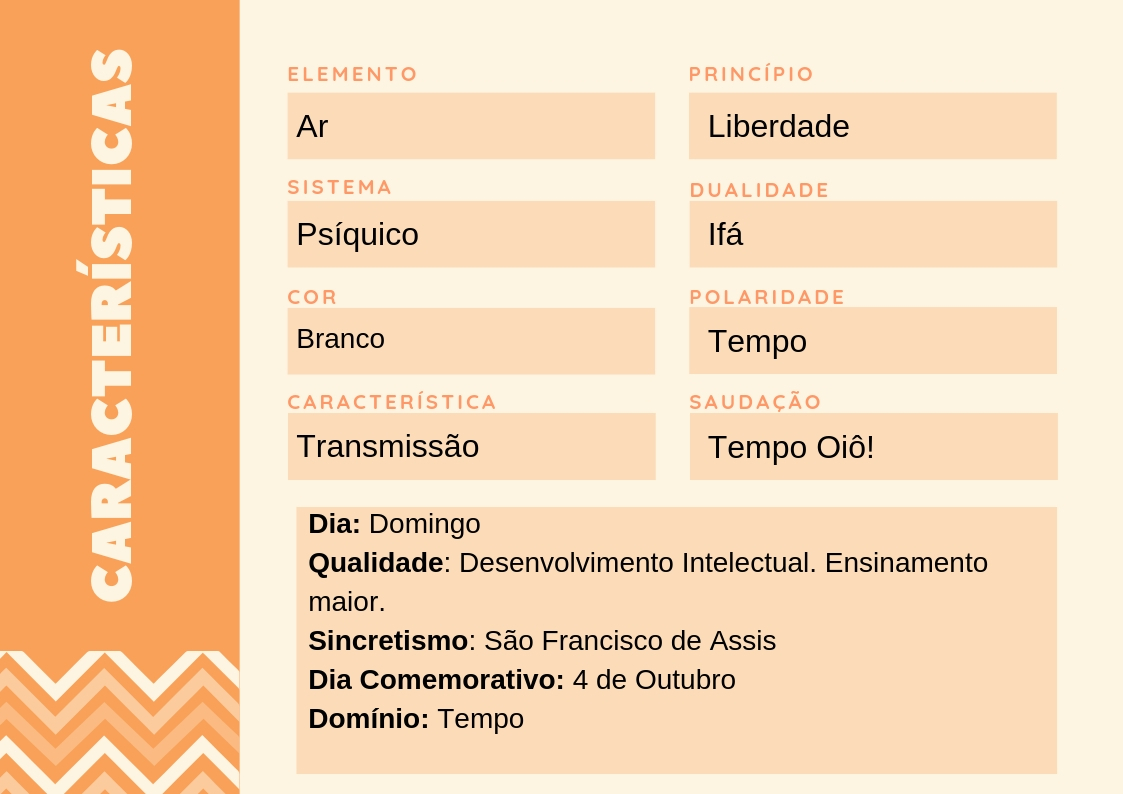 CARACTERÍSTICAS
ELEMENTO
Ar
PRINCÍPIO
Liberdade
SISTEMA
Psíquico
DUALIDADE
Ifá
COR
Branco
POLARIDADE
Tempo
CARACTERÍSTICA
Transmissão
SAUDAÇÃO
Tempo Oiô!
Dia: Domingo
Qualidade: Desenvolvimento Intelectual. Ensinamento
maior.
Sincretismo: São Francisco de Assis
Dia Comemorativo: 4 de Outubro
Domínio: Tempo